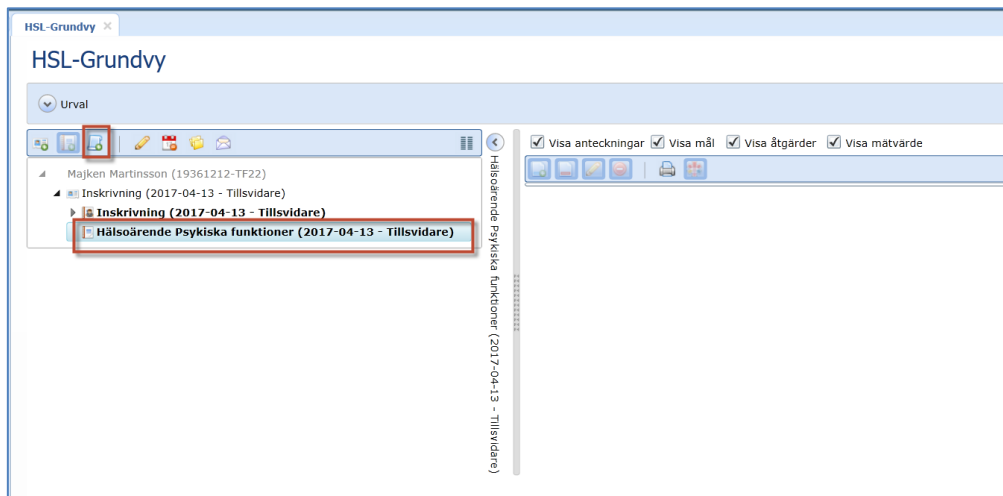 HSL-Grundvy
HSL-Grundvy
Urval
Visa anteckningar Visa mål Visa åtgärder Visa mätvärde
Majken Martinsson (19361212-TF22)
Inskrivning (2017-04-13 - Tillsvidare)
Inskrivning (2017-04-13 - Tillsvidare)
Hälsoärende Psykiska funktioner (2017-04-13 - Tillsvidare)
Hälsoärende Psykiska funktioner (2017-04-13 - Tillsvidare)